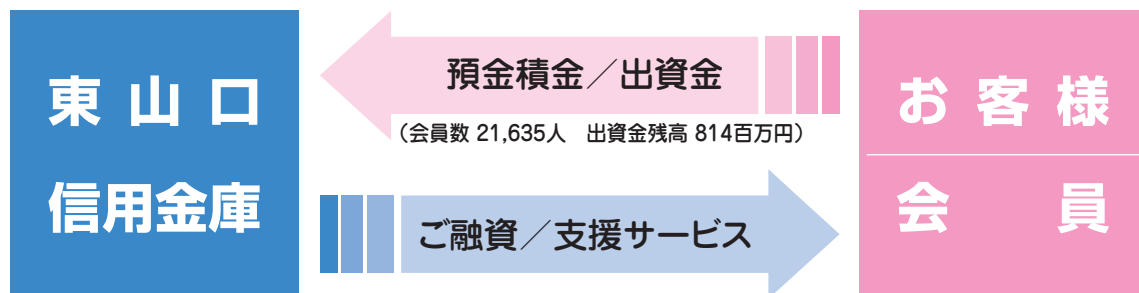 東山口
信用金庫
預金積金／出資金
（会員数 21,635人　出資金残高 814百万円）
ご融資／支援サービス
お客様
会員